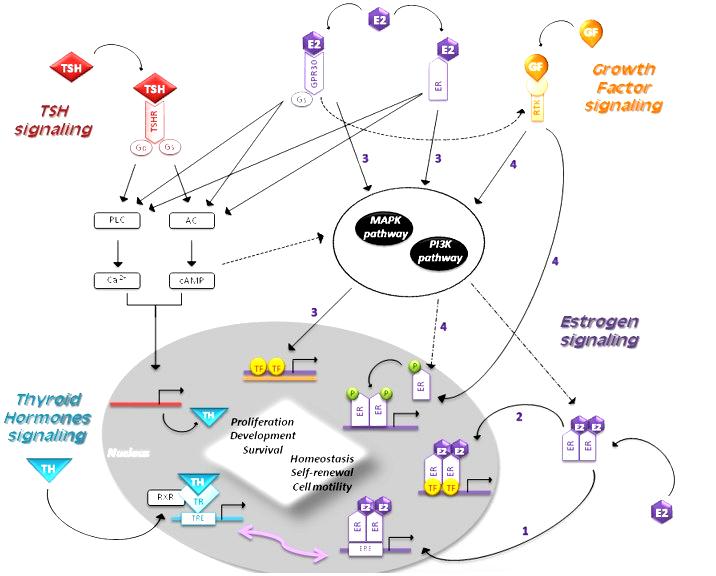 E2
E2
E2
GF
GF
TSH
TSH
TSHR
Gp
Gs
TSH
signaling
GPR30
Gs
ER
RTK
Growth
Factor
signaling
3
3
4
PLC
AC
MAPK
pathway
PI3K
pathway
Ca2+
cAMP
4
3
4
Estrogen
signaling
TF
TF
P
ER
P
P
ER
ER
Thyroid
Hormones
signaling
TH
Proliferation
Development
Survival
Homeostasis
Self-renewal
Cell motility
Nucleus
2
E2
E2
ER
ER
E2
E2
ER
ER
TF
TF
TH
TH
RXR
TR
TRE
E2
E2
ER
ER
ERE
1
E2